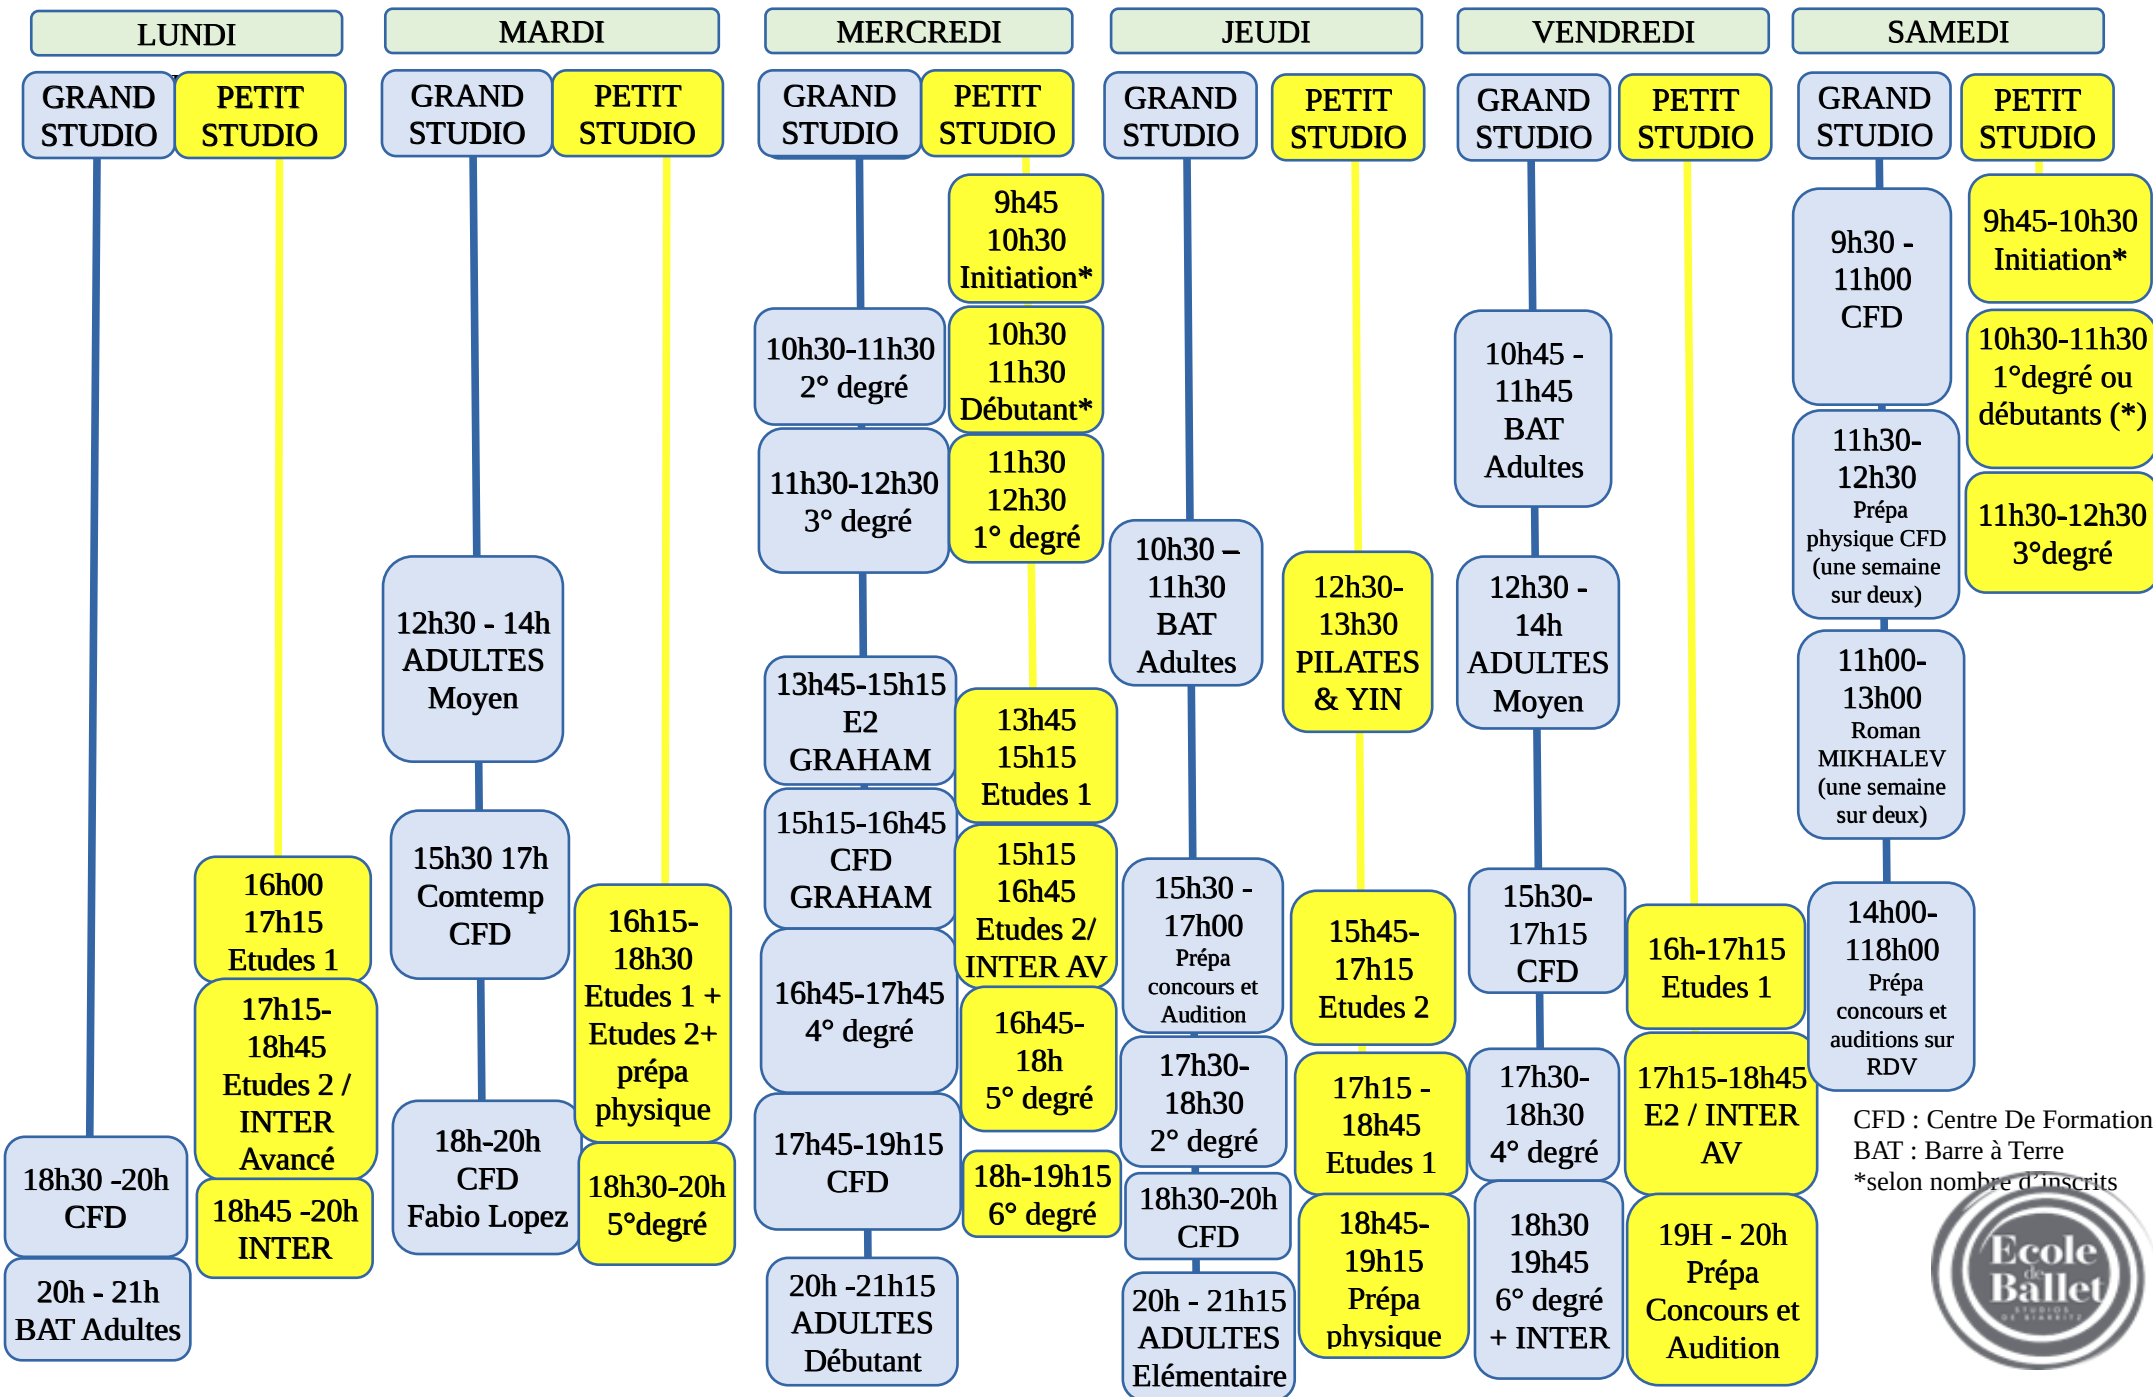 LUNDI
GRAND
STUDIO
PETIT
STUDIO
16h00
17h15
Etudes 1
17h15-
18h45
Etudes 2 /
INTER
Avancé
18h30 -20h
CFD
18h45 -20h
INTER
20h - 21h
BAT Adultes
MARDI
GRAND
STUDIO
PETIT
STUDIO
12h30 - 14h
ADULTES
Moyen
15h30 17h
Comtemp
CFD
18h-20h
CFD
Fabio Lopez
16h15-
18h30
Etudes 1 +
Etudes 2+
prépa
physique
18h30-20h
5°degré
MERCREDI
GRAND
STUDIO
PETIT
STUDIO
10h30-11h30
2° degré
11h30-12h30
3° degré
13h45-15h15
E2
GRAHAM
15h15-16h45
CFD
GRAHAM
16h45-17h45
4° degré
17h45-19h15
CFD
20h -21h15
ADULTES
Débutant
9h45
10h30
Initiation*
10h30
11h30
Débutant*
11h30
12h30
1° degré
13h45
15h15
Etudes 1
15h15
16h45
Etudes 2/
INTER AV
16h45-
18h
5° degré
18h-19h15
6° degré
JEUDI
GRAND
STUDIO
PETIT
STUDIO
10h30 –
11h30
BAT
Adultes
15h30 -
17h00
Prépa
concours et
Audition
17h30-
18h30
2° degré
18h30-20h
CFD
20h - 21h15
ADULTES
Elémentaire
12h30-
13h30
PILATES
& YIN
15h45-
17h15
Etudes 2
17h15 -
18h45
Etudes 1
18h45-
19h15
Prépa
physique
VENDREDI
GRAND
STUDIO
PETIT
STUDIO
10h45 -
11h45
BAT
Adultes
12h30 -
14h
ADULTES
Moyen
15h30-
17h15
CFD
17h30-
18h30
4° degré
18h30
19h45
6° degré
+ INTER
16h-17h15
Etudes 1
17h15-18h45
E2 / INTER
AV
19H - 20h
Prépa
Concours et
Audition
SAMEDI
GRAND
STUDIO
PETIT
STUDIO
9h30 -
11h00
CFD
11h30-
12h30
Prépa
physique CFD
(une semaine
sur deux)
11h00-
13h00
Roman
MIKHALEV
(une semaine
sur deux)
14h00-
118h00
Prépa
concours et
auditions sur
RDV
9h45-10h30
Initiation*
10h30-11h30
1°degré ou
débutants (*)
11h30-12h30
3°degré
CFD : Centre De Formation
BAT : Barre à Terre
*selon nombre d’inscrits
Ecole
de
Ballet
STUDIOS
DE BIARRITZ